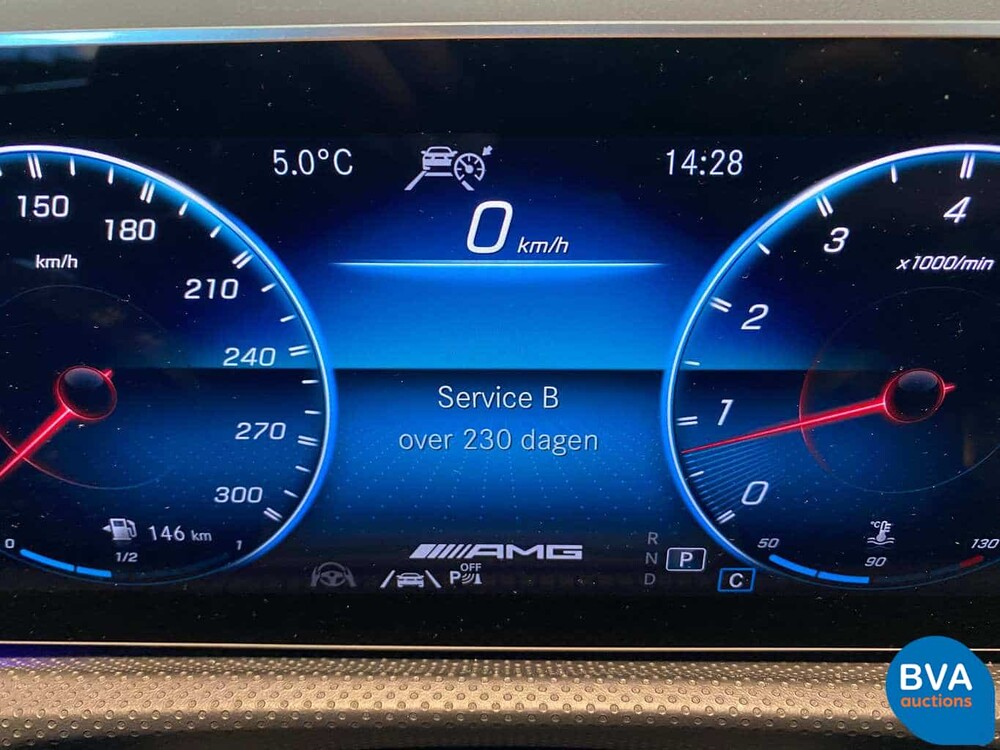 5.0°C
14:28
0 km/h
150
180
km/h
210
240
270
300
4
3
x1000/min
2
1
0
Service B
over 230 dagen
146 km
0
1/2
1
AMG
OFF
P
R
N
D
P
C
50
°C°F
90
130
BVA
auctions